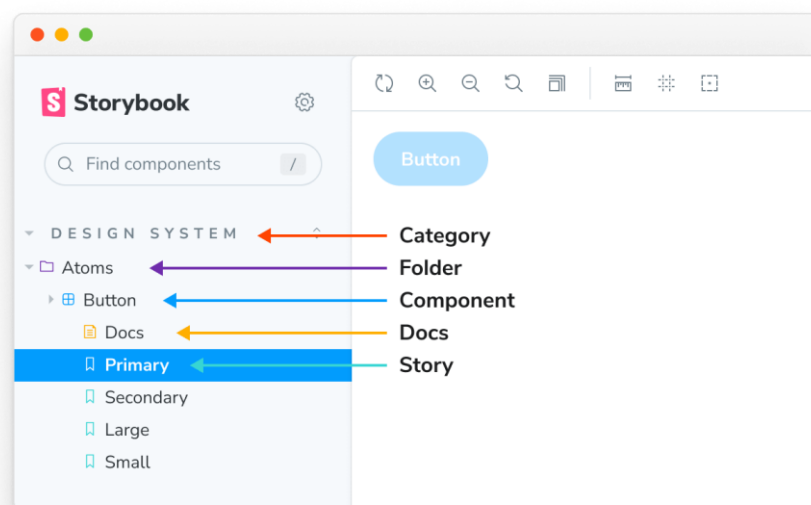 Storybook
Find components /
Button
DESIGN SYSTEM Category
Atoms Folder
Button Component
Docs Docs
Primary Story
Secondary
Large
Small